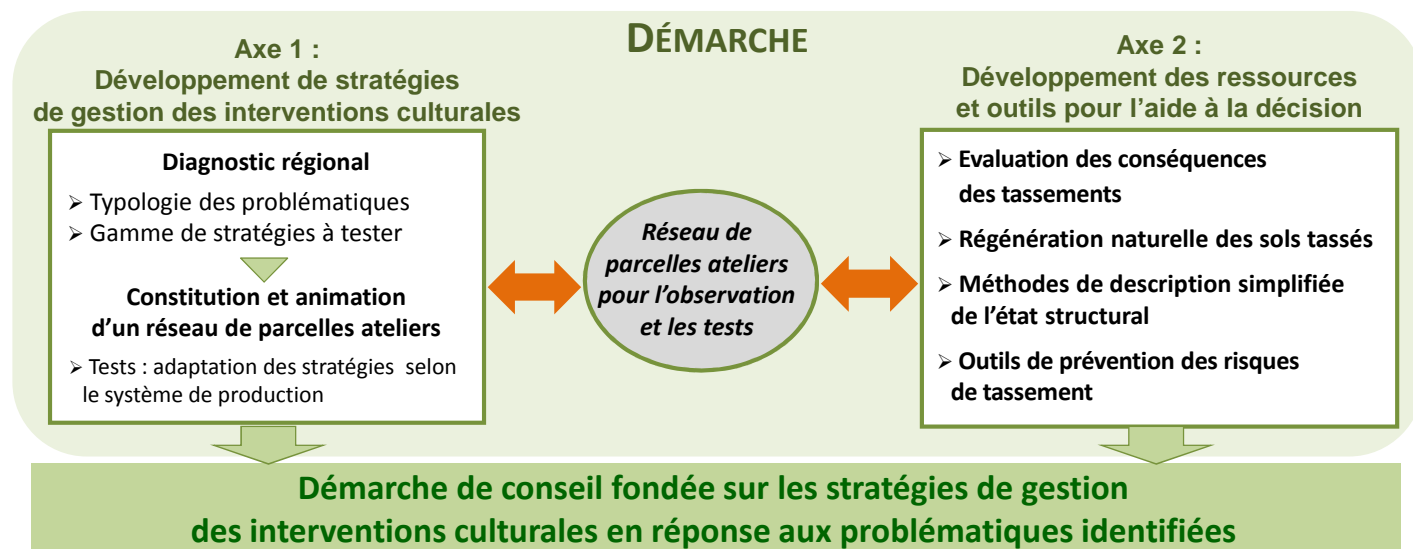 DÉMARCHE
Axe 1 :
Développement de stratégies
de gestion des interventions culturales
Diagnostic régional
➢ Typologie des problématiques
➢ Gamme de stratégies à tester
Constitution et animation
d’un réseau de parcelles ateliers
➢ Tests : adaptation des stratégies selon
le système de production
Réseau de
parcelles ateliers
pour l’observation
et les tests
Axe 2 :
Développement des ressources
et outils pour l’aide à la décision
➢ Evaluation des conséquences
des tassements
➢ Régénération naturelle des sols tassés
➢ Méthodes de description simplifiée
de l’état structural
➢ Outils de prévention des risques
de tassement
Démarche de conseil fondée sur les stratégies de gestion
des interventions culturales en réponse aux problématiques identifiées